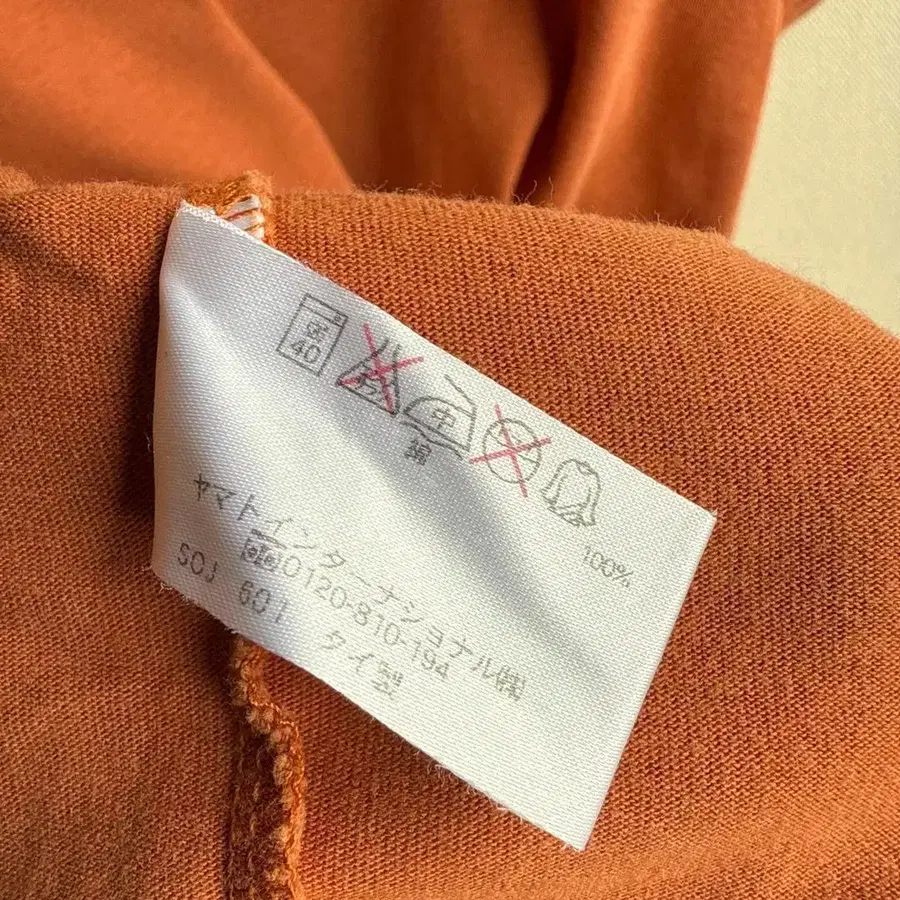 40
中
綿 100%
ヤマトインターナショナル㈱
0120-810-194
SOJ 601 タイ製